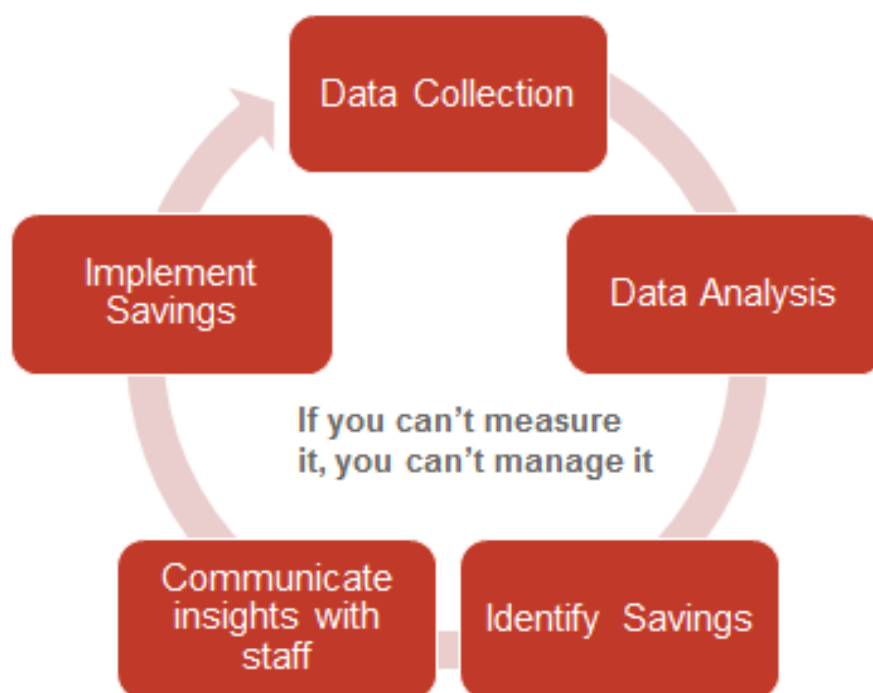 Data Collection
Data Analysis
Identify Savings
Communicate
insights with
staff
Implement
Savings
If you can’t measure
it, you can’t manage it